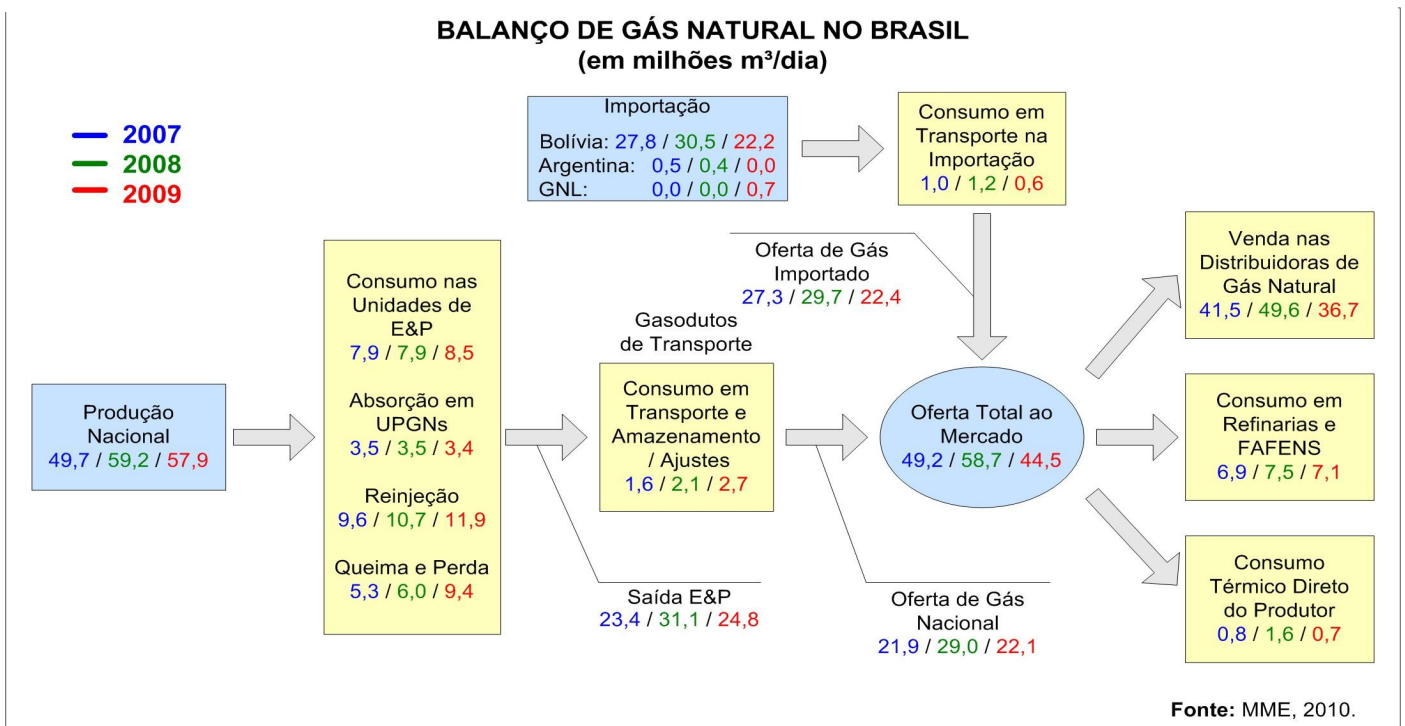 BALANÇO DE GÁS NATURAL NO BRASIL
(em milhões m³/dia)
2007
2008
2009
Importação
Bolívia: 27,8 / 30,5 / 22,2
Argentina: 0,5 / 0,4 / 0,0
GNL: 0,0 / 0,0 / 0,7
Consumo em
Transporte na
Importação
1,0 / 1,2 / 0,6
Oferta de Gás
Importado
27,3 / 29,7 / 22,4
Produção
Nacional
49,7 / 59,2 / 57,9
Consumo nas
Unidades de
E&P
7,9 / 7,9 / 8,5
Absorção em
UPGNs
3,5 / 3,5 / 3,4
Reinjeção
9,6 / 10,7 / 11,9
Queima e Perda
5,3 / 6,0 / 9,4
Saída E&P
23,4 / 31,1 / 24,8
Gasodutos
de Transporte
Consumo em
Transporte e
Amazenamento
/ Ajustes
1,6 / 2,1 / 2,7
Oferta de Gás
Nacional
21,9 / 29,0 / 22,1
Oferta Total ao
Mercado
49,2 / 58,7 / 44,5
Venda nas
Distribuidoras de
Gás Natural
41,5 / 49,6 / 36,7
Consumo em
Refinarias e
FAFENS
6,9 / 7,5 / 7,1
Consumo
Térmico Direto
do Produtor
0,8 / 1,6 / 0,7
Fonte: MME, 2010.